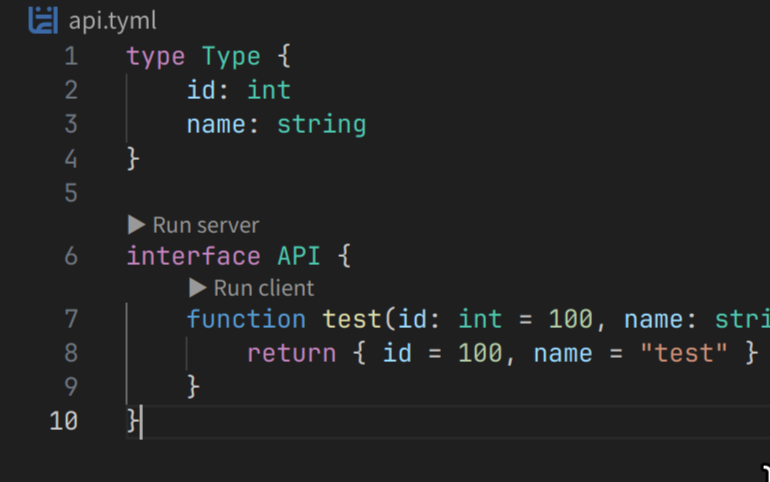 api.tyml
1 type Type {
2 id: int
3 name: string
4 }
5
▶ Run server
6 interface API {
▶ Run client
7 function test(id: int = 100, name: stri
8 return { id = 100, name = "test" }
9 }
10 }